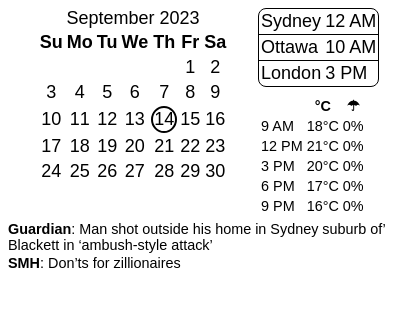 September 2023
Su Mo Tu We Th Fr Sa
1 2
3 4 5 6 7 8 9
10 11 12 13 14 15 16
17 18 19 20 21 22 23
24 25 26 27 28 29 30
Sydney 12 AM
Ottawa 10 AM
London 3 PM
°C ☂
9 AM 18°C 0%
12 PM 21°C 0%
3 PM 20°C 0%
6 PM 17°C 0%
9 PM 16°C 0%
Guardian: Man shot outside his home in Sydney suburb of’
Blackett in ‘ambush-style attack’
SMH: Don’ts for zillionaires